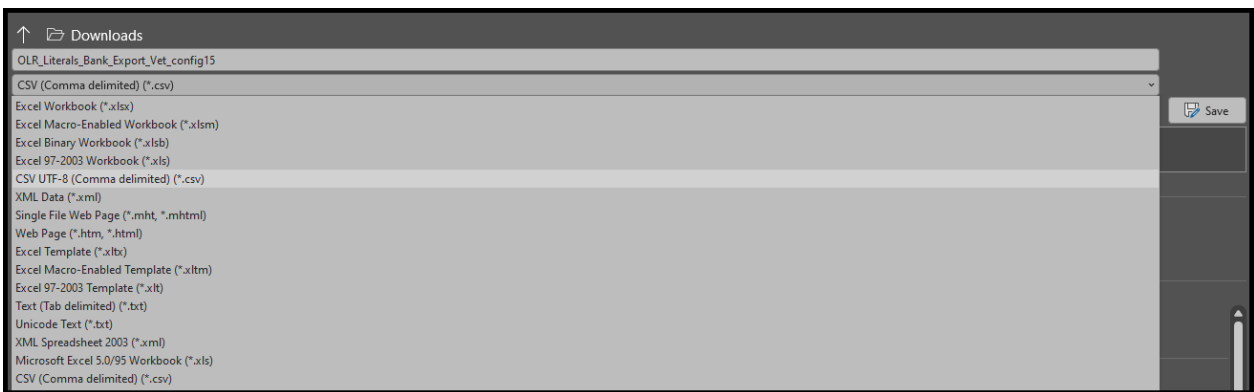 Downloads
OLR_Literals_Bank_Export_Vet_config15
CSV (Comma delimited) (*.csv)
Excel Workbook (*.xlsx)
Save
Excel Macro-Enabled Workbook (*.xlsm)
Excel Binary Workbook (*.xlsb)
Excel 97-2003 Workbook (*.xls)
CSV UTF-8 (Comma delimited) (*.csv)
XML Data (*.xml)
Single File Web Page (*.mht, *.mhtml)
Web Page (*.htm, *.html)
Excel Template (*.xltx)
Excel Macro-Enabled Template (*.xltm)
Excel 97-2003 Template (*.xlt)
Text (Tab delimited) (*.txt)
Unicode Text (*.txt)
XML Spreadsheet 2003 (*.xml)
Microsoft Excel 5.0/95 Workbook (*.xls)
CSV (Comma delimited) (*.csv)